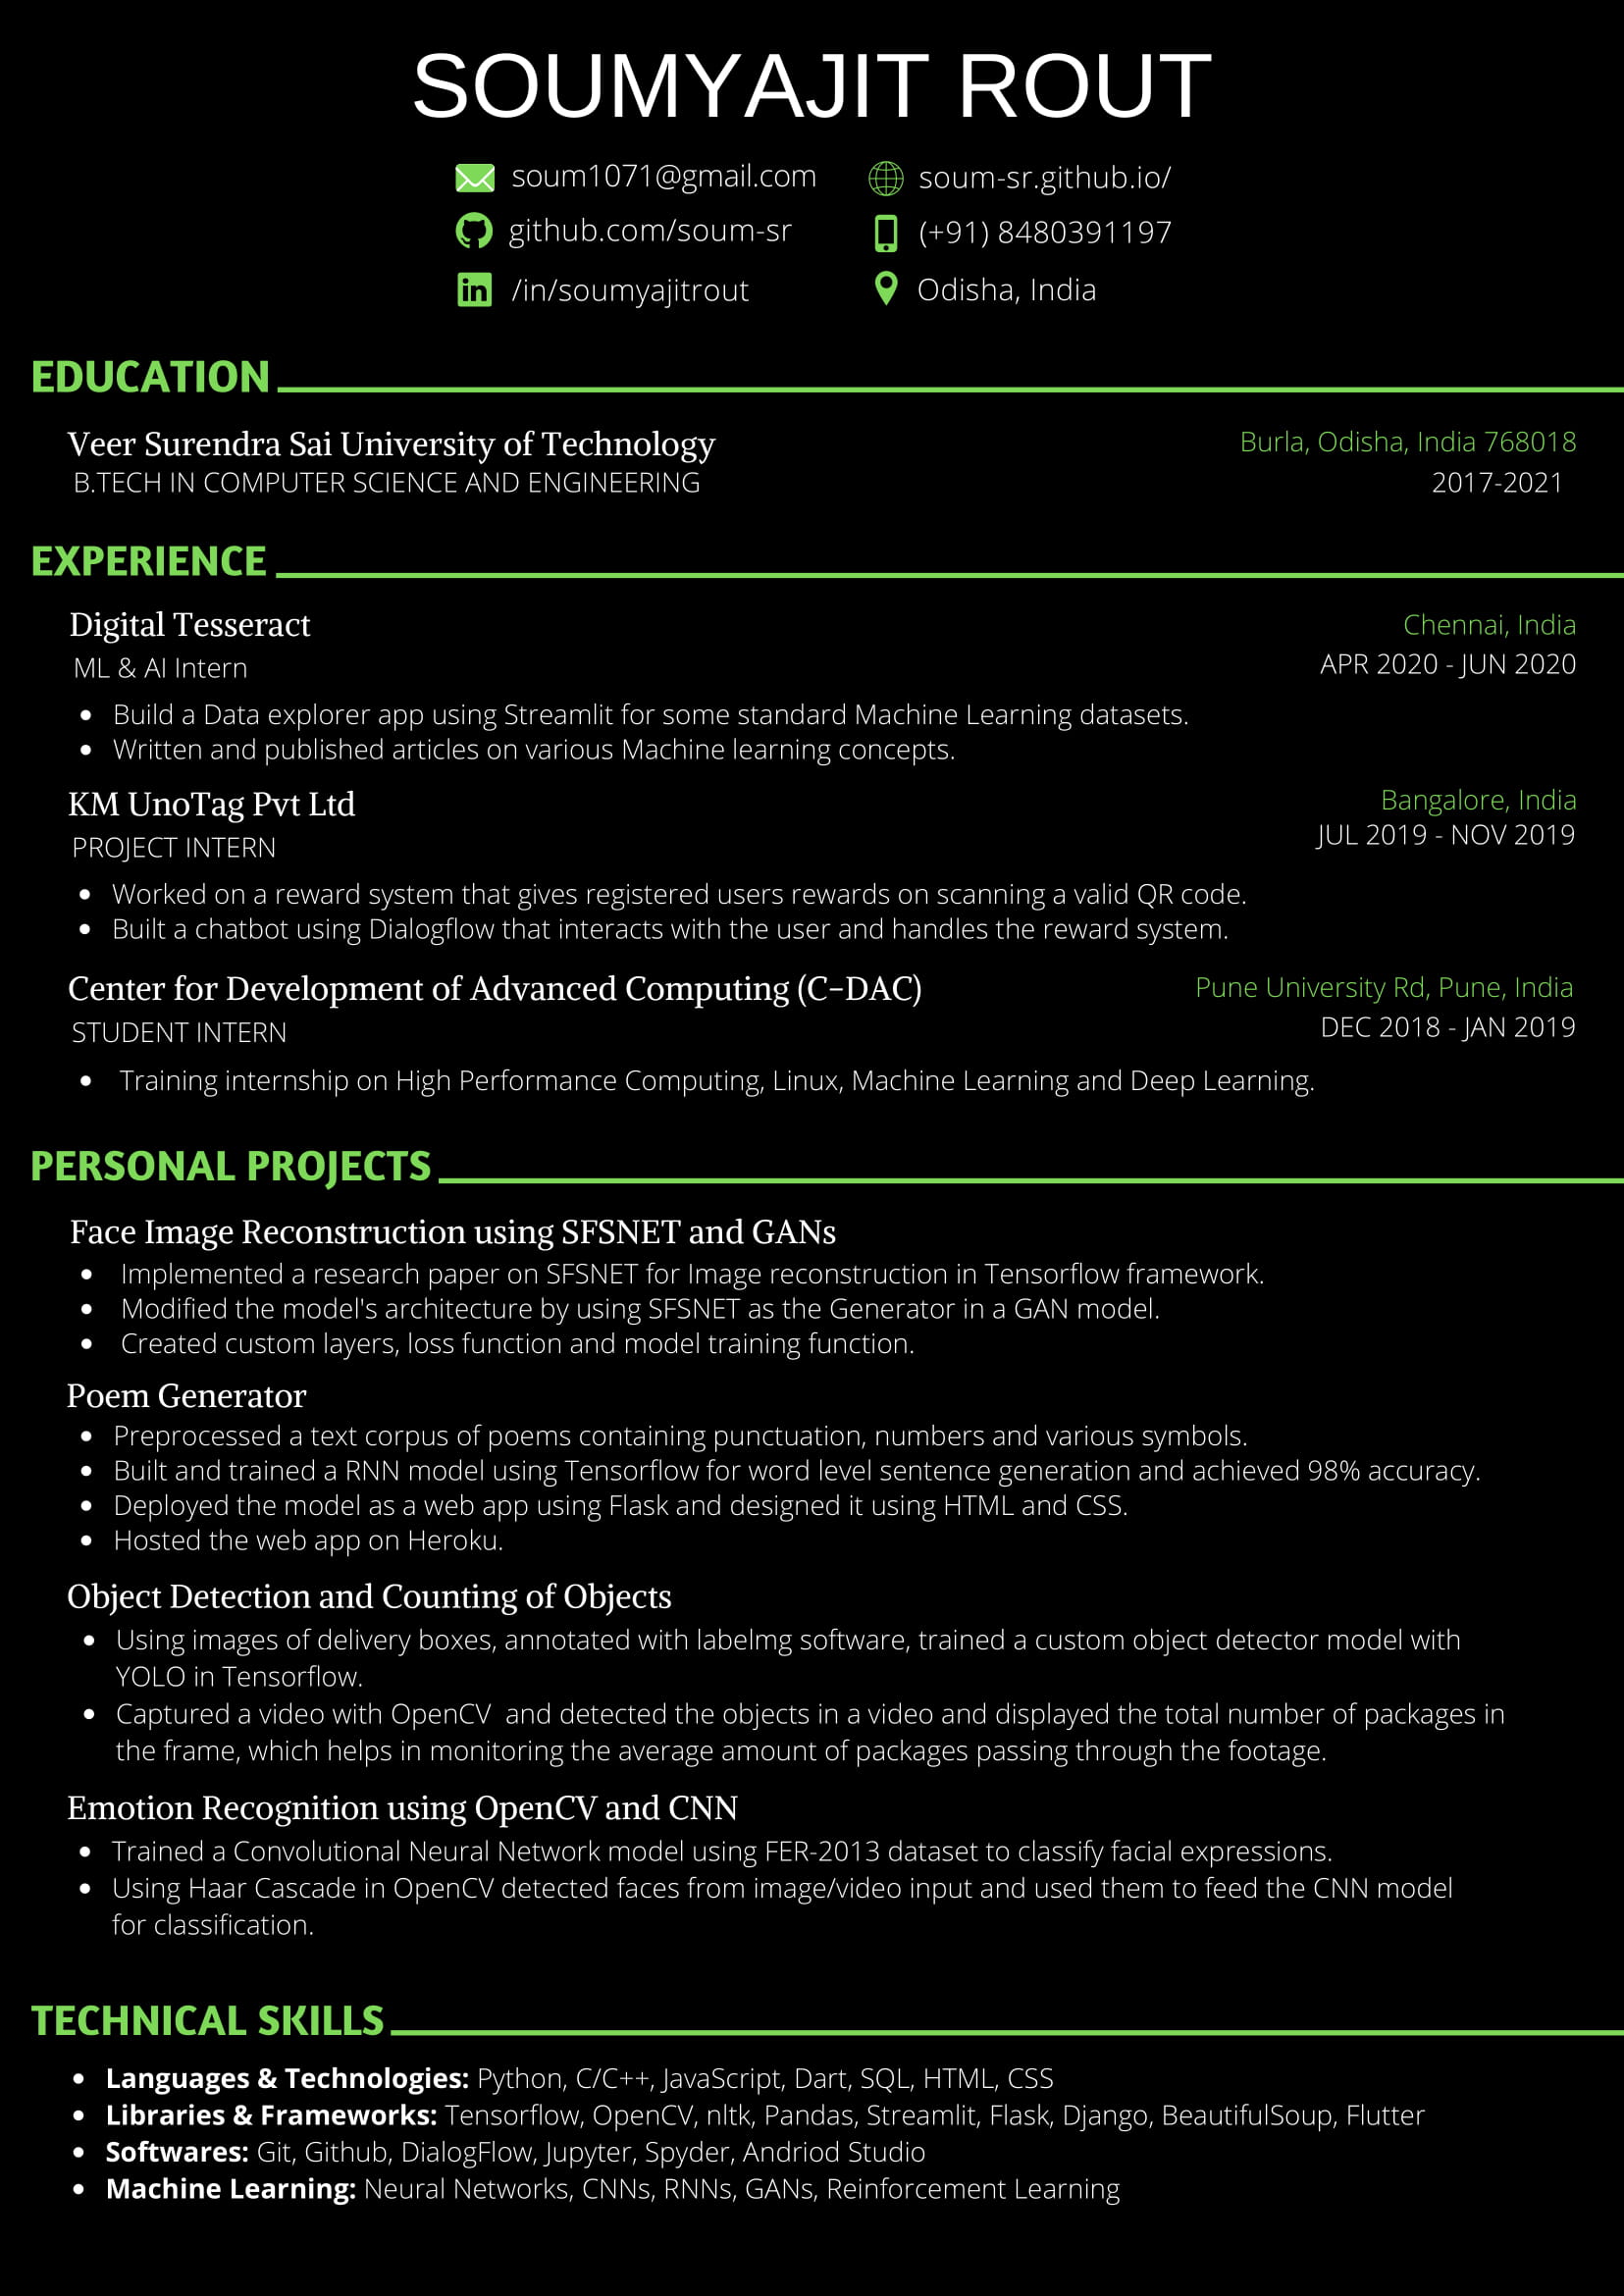 SOUMYAJIT ROUT
soum1071@gmail.com
soum-sr.github.io/
github.com/soum-sr
(+91) 8480391197
/in/soumyajitrout
Odisha, India
EDUCATION
Veer Surendra Sai University of Technology
Burla, Odisha, India 768018
B.TECH IN COMPUTER SCIENCE AND ENGINEERING
2017-2021
EXPERIENCE
Digital Tesseract
Chennai, India
ML & AI Intern
APR 2020 - JUN 2020
• Build a Data explorer app using Streamlit for some standard Machine Learning datasets.
• Written and published articles on various Machine learning concepts.
KM UnoTag Pvt Ltd
Bangalore, India
PROJECT INTERN
JUL 2019 - NOV 2019
• Worked on a reward system that gives registered users rewards on scanning a valid QR code.
• Built a chatbot using Dialogflow that interacts with the user and handles the reward system.
Center for Development of Advanced Computing (C-DAC)
Pune University Rd, Pune, India
STUDENT INTERN
DEC 2018 - JAN 2019
• Training internship on High Performance Computing, Linux, Machine Learning and Deep Learning.
PERSONAL PROJECTS
Face Image Reconstruction using SFSNET and GANs
• Implemented a research paper on SFSNET for Image reconstruction in Tensorflow framework.
• Modified the model's architecture by using SFSNET as the Generator in a GAN model.
• Created custom layers, loss function and model training function.
Poem Generator
• Preprocessed a text corpus of poems containing punctuation, numbers and various symbols.
• Built and trained a RNN model using Tensorflow for word level sentence generation and achieved 98% accuracy.
• Deployed the model as a web app using Flask and designed it using HTML and CSS.
• Hosted the web app on Heroku.
Object Detection and Counting of Objects
• Using images of delivery boxes, annotated with labelmg software, trained a custom object detector model with
YOLO in Tensorflow.
• Captured a video with OpenCV  and detected the objects in a video and displayed the total number of packages in
the frame, which helps in monitoring the average amount of packages passing through the footage.
Emotion Recognition using OpenCV and CNN
• Trained a Convolutional Neural Network model using FER-2013 dataset to classify facial expressions.
• Using Haar Cascade in OpenCV detected faces from image/video input and used them to feed the CNN model
for classification.
TECHNICAL SKILLS
• Languages & Technologies: Python, C/C++, JavaScript, Dart, SQL, HTML, CSS
• Libraries & Frameworks: Tensorflow, OpenCV, nltk, Pandas, Streamlit, Flask, Django, BeautifulSoup, Flutter
• Softwares: Git, Github, DialogFlow, Jupyter, Spyder, Andriod Studio
• Machine Learning: Neural Networks, CNNs, RNNs, GANs, Reinforcement Learning